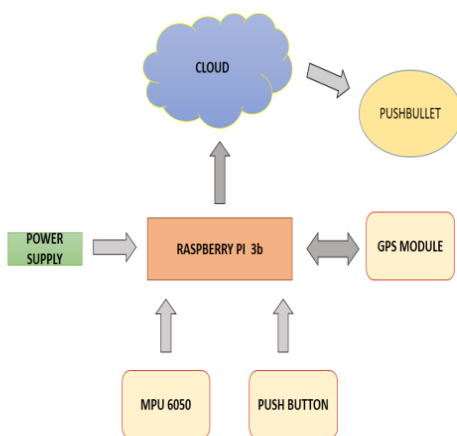 CLOUD
PUSHBULLET
POWER
SUPPLY
RASPBERRY PI 3b
GPS MODULE
MPU 6050
PUSH BUTTON